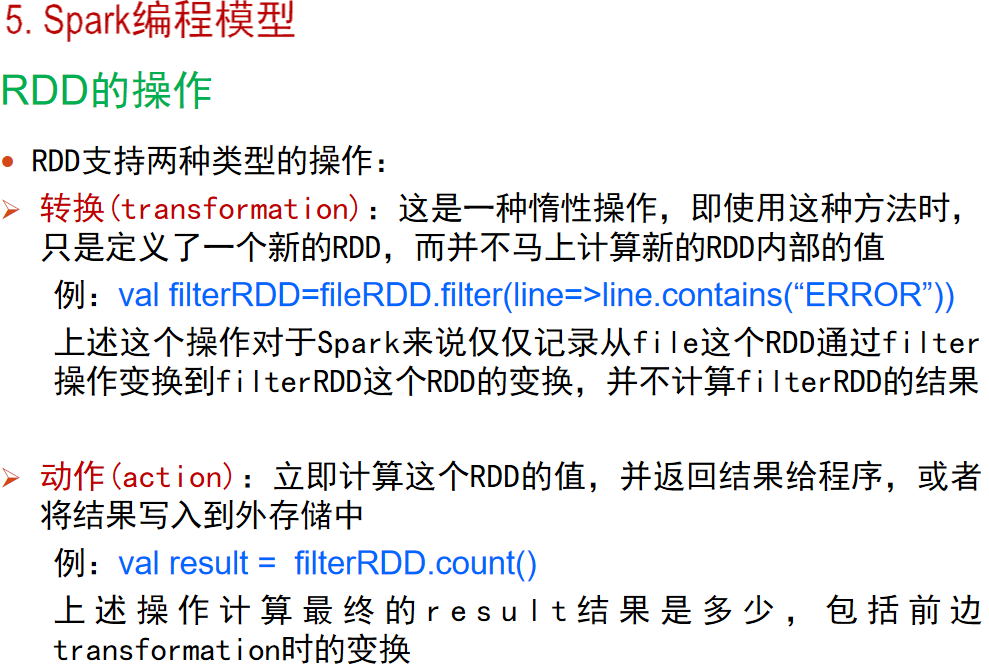 5. Spark编程模型
RDD的操作
• RDD支持两种类型的操作：
➢ 转换(transformation)：这是一种惰性操作，即使用这种方法时，
只是定义了一个新的RDD，而并不马上计算新的RDD内部的值
例：val filterRDD=fileRDD.filter(line=>line.contains(“ERROR”))
上述这个操作对于Spark来说仅仅记录从file这个RDD通过filter
操作变换到filterRDD这个RDD的变换，并不计算filterRDD的结果
➢ 动作(action)：立即计算这个RDD的值，并返回结果给程序，或者
将结果写入到外存储中
例：val result = filterRDD.count()
上述操作计算最终的result结果是多少，包括前边
transformation时的变换